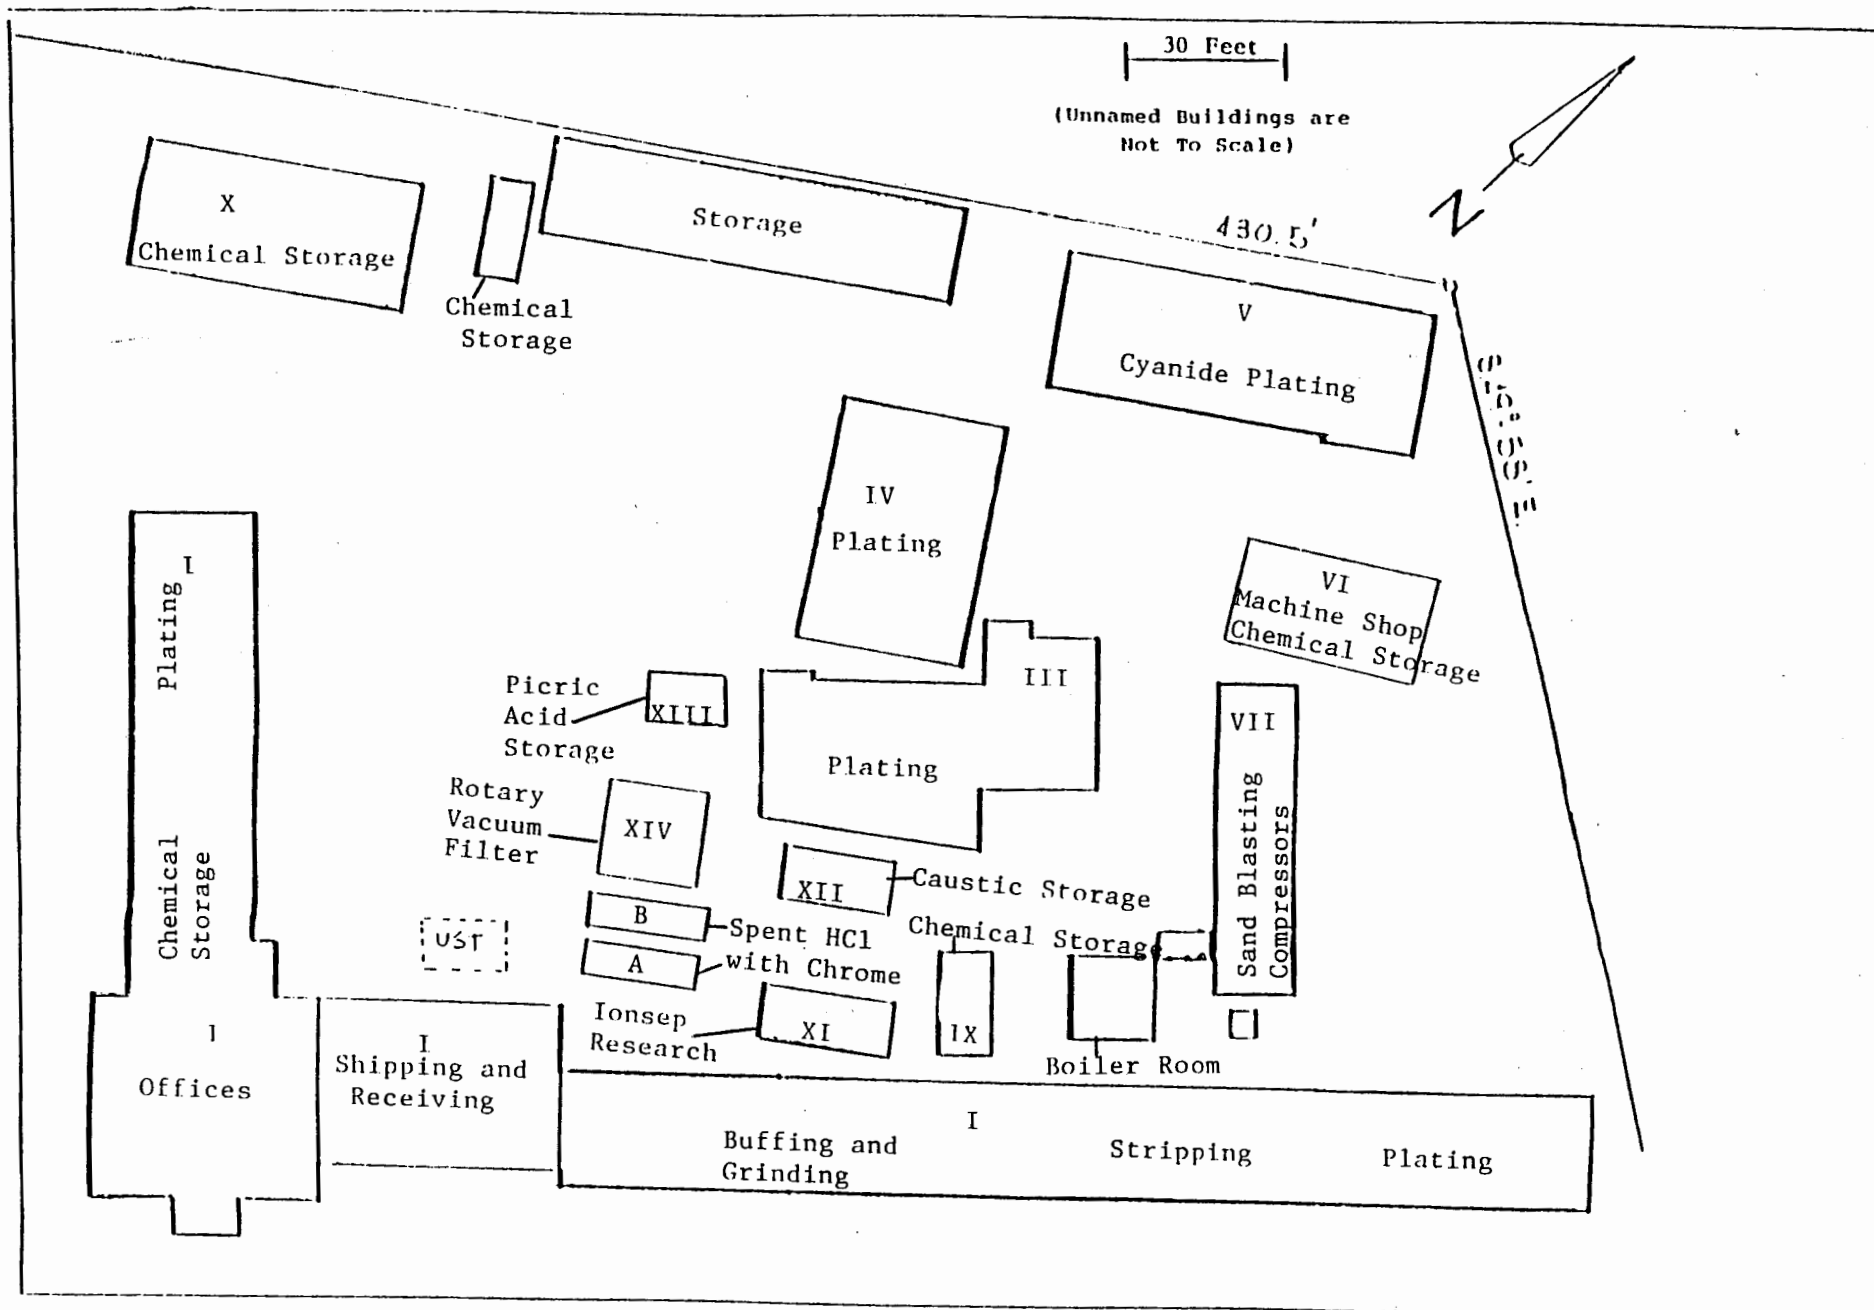 30 Feet
(Unnamed Buildings are
Not To Scale)
N
430.5'
X
Chemical Storage
Chemical
Storage
Storage
V
Cyanide Plating
IV
Plating
VI
Machine Shop
Chemical Storage
I
Plating
Chemical
Storage
Picric
Acid
Storage
XIII
III
Plating
VII
Sand Blasting
Compressors
Rotary
Vacuum
Filter
XIV
XII
Caustic Storage
UST
B
A
Spent HCl
with Chrome
Chemical Storage
IX
Ionsep
Research
XI
Boiler Room
I
Offices
I
Shipping and
Receiving
I
Buffing and
Grinding
Stripping
Plating